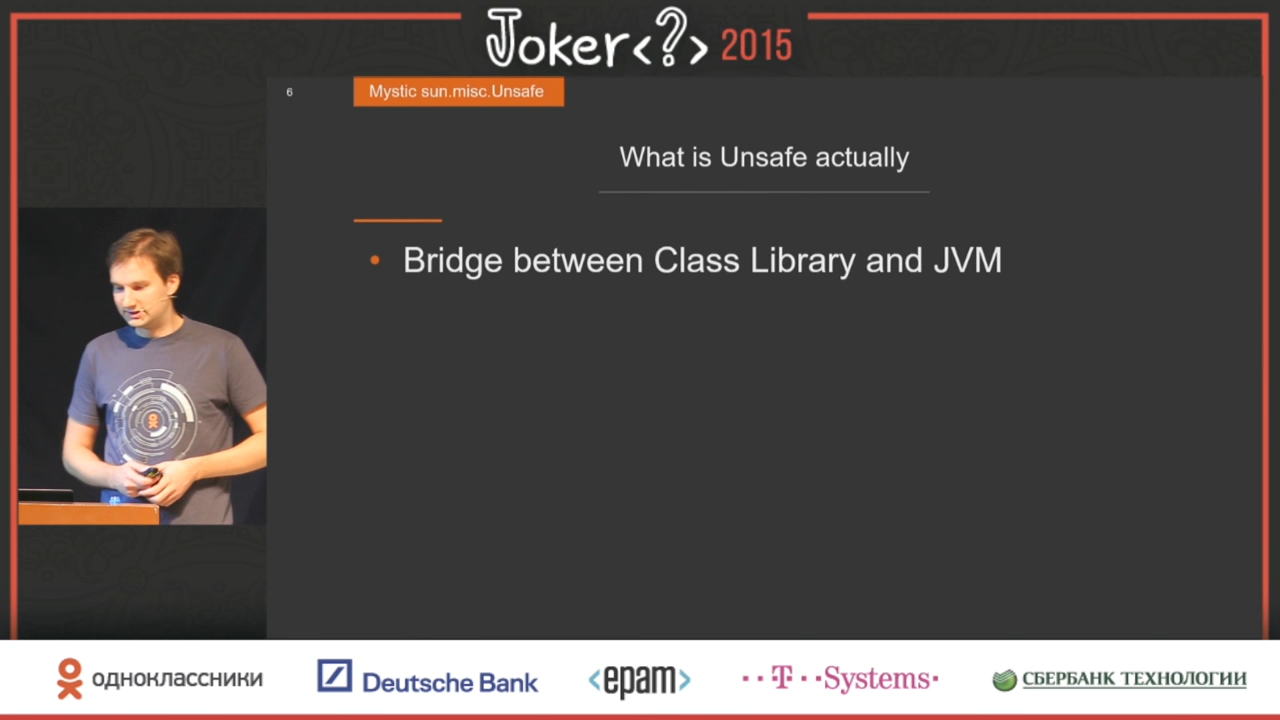 Joker<?> 2015
6
Mystic sun.misc.Unsafe
What is Unsafe actually
• Bridge between Class Library and JVM
одноклассники
Deutsche Bank
<epam>
T··Systems·
СБЕРБАНК ТЕХНОЛОГИИ